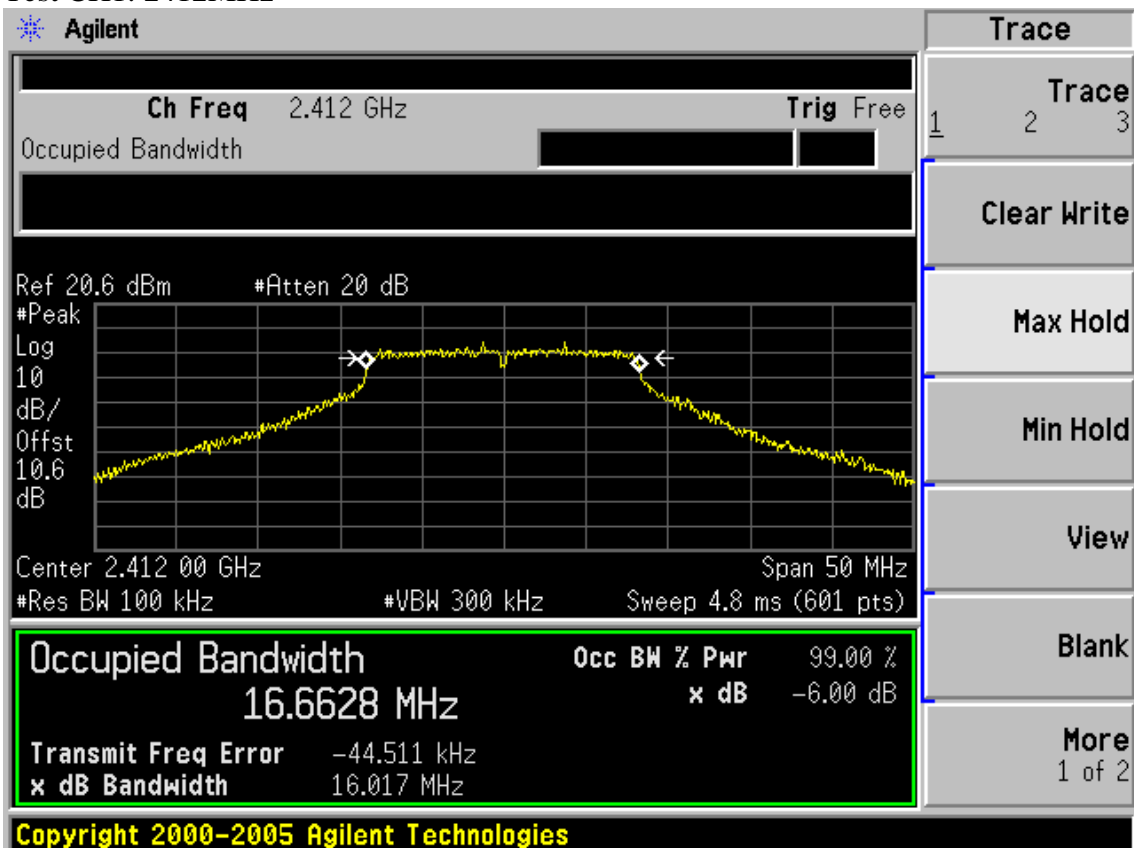 Agilent
Trace
Ch Freq 2.412 GHz Trig Free
Occupied Bandwidth
Trace
1 2 3
Clear Write
Max Hold
Min Hold
View
Blank
More
1 of 2
Ref 20.6 dBm #Atten 20 dB
#Peak
Log
10
dB/
Offst
10.6
dB
Center 2.412 00 GHz Span 50 MHz
#Res BW 100 kHz #VBW 300 kHz Sweep 4.8 ms (601 pts)
Occupied Bandwidth Occ BW % Pwr 99.00 %
16.6628 MHz x dB -6.00 dB
Transmit Freq Error -44.511 kHz
x dB Bandwidth 16.017 MHz
Copyright 2000-2005 Agilent Technologies